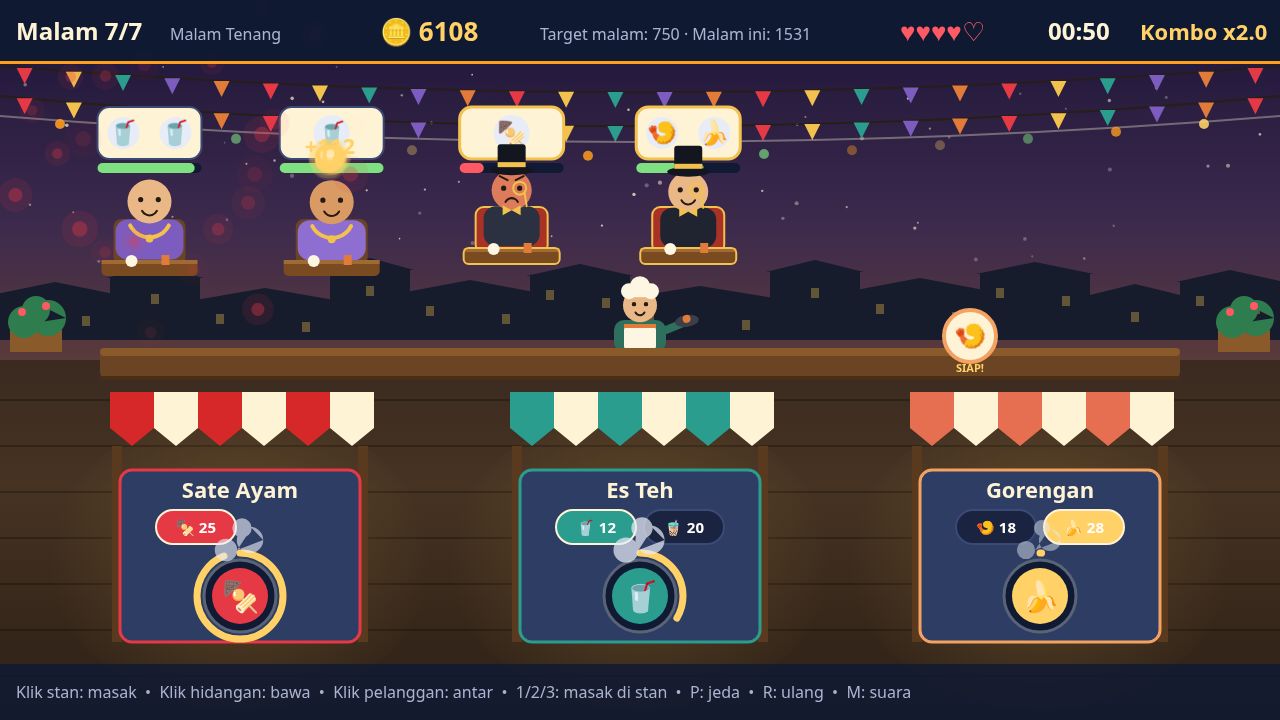 Malam 7/7 Malam Tenang 6108 Target malam: 750 · Malam ini: 1531 00:50 Kombo x2.0
SIAP!
Sate Ayam
25
Es Teh
12 20
Gorengan
18 28
Klik stan: masak • Klik hidangan: bawa • Klik pelanggan: antar • 1/2/3: masak di stan • P: jeda • R: ulang • M: suara